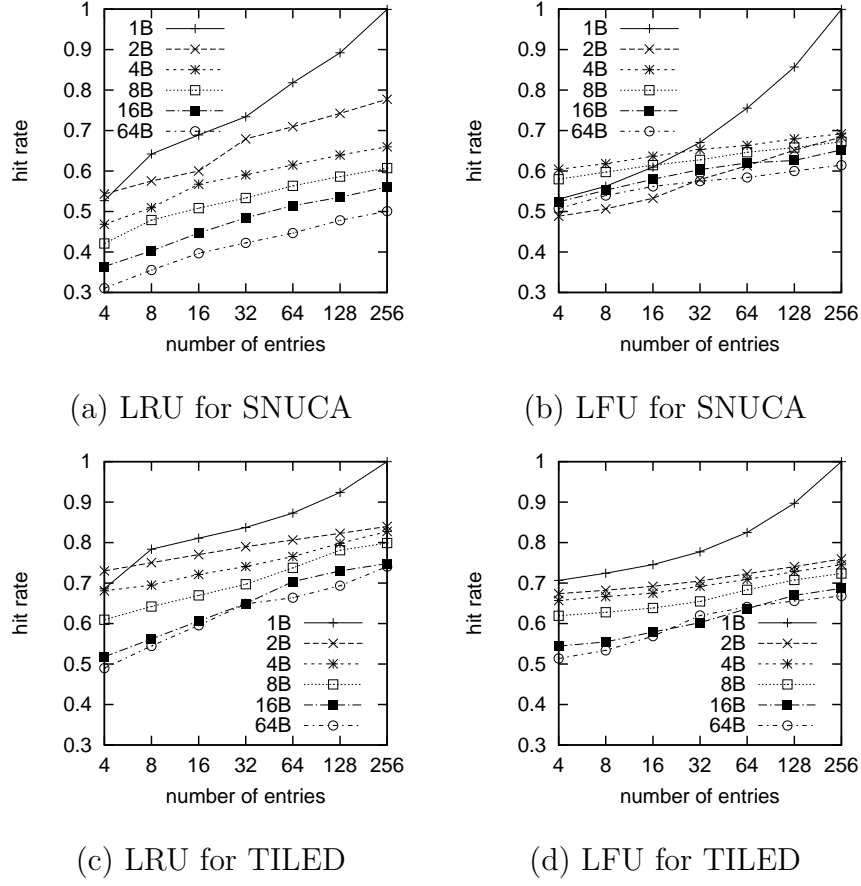 1
0.9
0.8
0.7
0.6
0.5
0.4
0.3
hit rate
4 8 16 32 64 128 256
number of entries
1B
2B
4B
8B
16B
64B
(a) LRU for SNUCA
1
0.9
0.8
0.7
0.6
0.5
0.4
0.3
hit rate
4 8 16 32 64 128 256
number of entries
1B
2B
4B
8B
16B
64B
(b) LFU for SNUCA
1
0.9
0.8
0.7
0.6
0.5
0.4
0.3
hit rate
4 8 16 32 64 128 256
number of entries
1B
2B
4B
8B
16B
64B
(c) LRU for TILED
1
0.9
0.8
0.7
0.6
0.5
0.4
0.3
hit rate
4 8 16 32 64 128 256
number of entries
1B
2B
4B
8B
16B
64B
(d) LFU for TILED